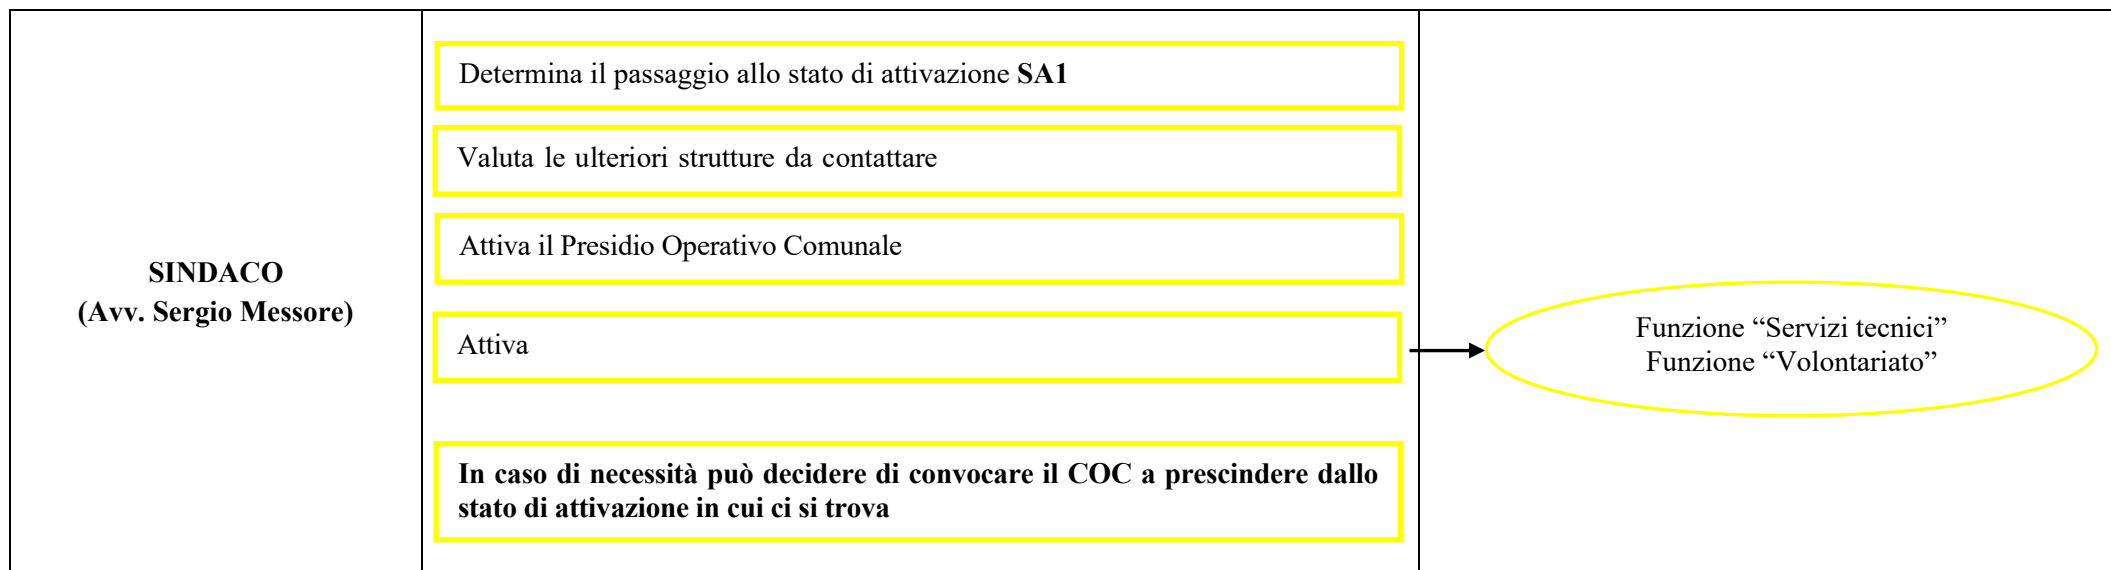 SINDACO
(Avv. Sergio Messore)
Determina il passaggio allo stato di attivazione SA1
Valuta le ulteriori strutture da contattare
Attiva il Presidio Operativo Comunale
Attiva
In caso di necessità può decidere di convocare il COC a prescindere dallo
stato di attivazione in cui ci si trova
Funzione “Servizi tecnici”
Funzione “Volontariato”